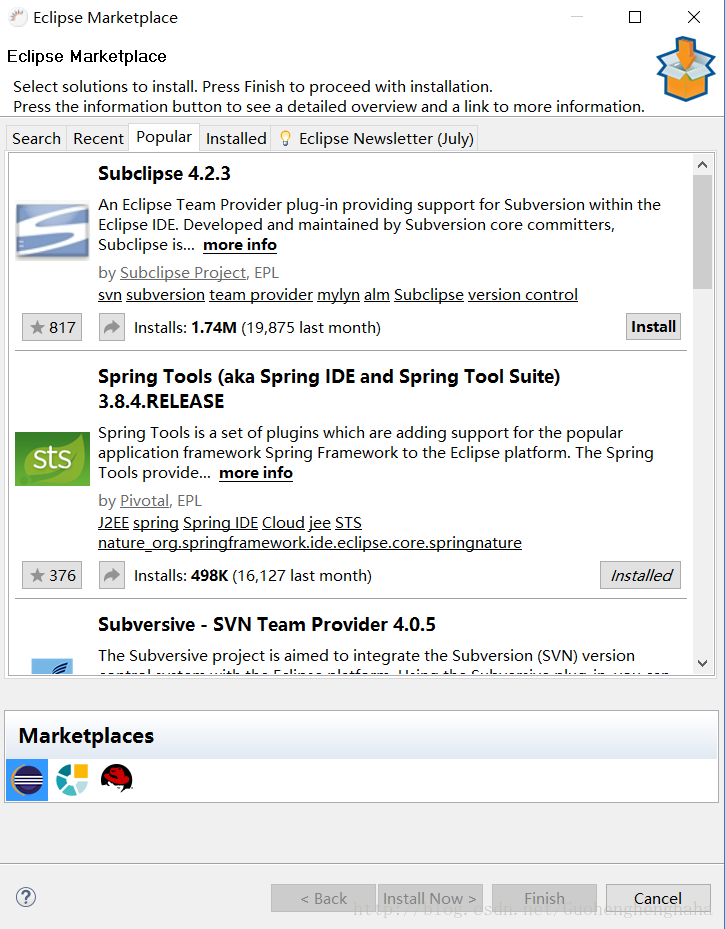 Eclipse Marketplace
Eclipse Marketplace
Select solutions to install. Press Finish to proceed with installation.
Press the information button to see a detailed overview and a link to more information.
Search Recent Popular Installed Eclipse Newsletter (July)
Subclipse 4.2.3
An Eclipse Team Provider plug-in providing support for Subversion within the
Eclipse IDE. Developed and maintained by Subversion core committers,
Subclipse is... more info
by Subclipse Project, EPL
svn subversion team provider mylyn alm Subclipse version control
817 Installs: 1.74M (19,875 last month) Install
Spring Tools (aka Spring IDE and Spring Tool Suite)
3.8.4.RELEASE
sts
Spring Tools is a set of plugins which are adding support for the popular
application framework Spring Framework to the Eclipse platform. The Spring
Tools provide... more info
by Pivotal, EPL
J2EE spring Spring IDE Cloud jee STS
nature_org.springframework.ide.eclipse.core.springnature
376 Installs: 498K (16,127 last month) Installed
Subversive - SVN Team Provider 4.0.5
The Subversive project is aimed to integrate the Subversion (SVN) version
control system with the Eclipse platform. Using the Subversive plug-in, you can
Marketplaces
? < Back Install Now > Finish Cancel
http://blog.csdn.net/Guohenghenghaha